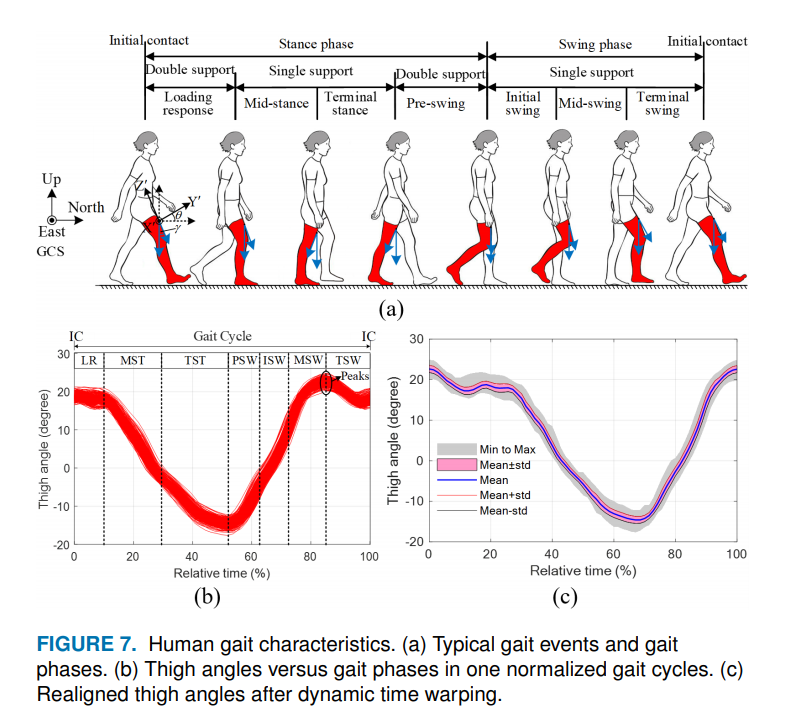 Initial contact
Stance phase
Swing phase
Initial contact
Double support
Single support
Double support
Single support
Loading
response
Mid-stance
Terminal
stance
Pre-swing
Initial
swing
Mid-swing
Terminal
swing
Up
North
East
GCS
Z'
Y'
θ
γ
X'
(a)
IC
Gait Cycle
IC
LR
MST
TST
PSW
ISW
MSW
TSW
Peaks
Thigh angle (degree)
30
20
10
0
-10
-20
0
20
40
60
80
100
Relative time (%)
(b)
Thigh angle (degree)
30
20
10
0
-10
-20
Min to Max
Mean±std
Mean
Mean+std
Mean-std
0
20
40
60
80
100
Relative time (%)
(c)
FIGURE 7. Human gait characteristics. (a) Typical gait events and gait
phases. (b) Thigh angles versus gait phases in one normalized gait cycles. (c)
Realigned thigh angles after dynamic time warping.